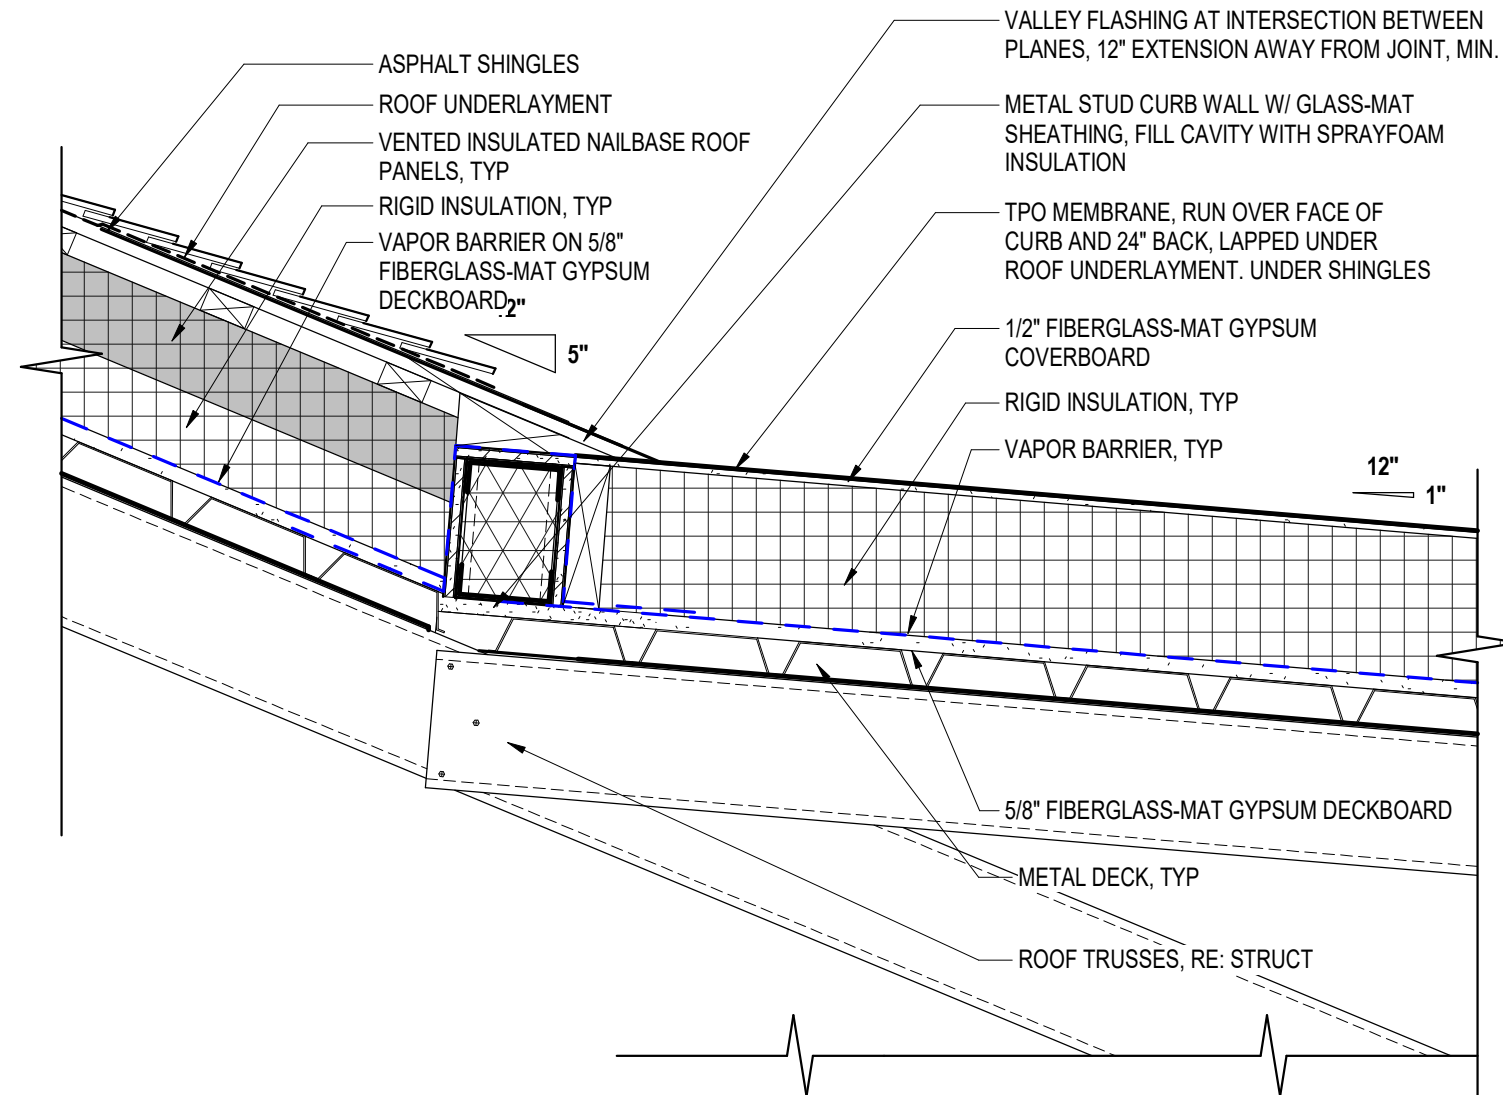 ASPHALT SHINGLES
ROOF UNDERLAYMENT
VENTED INSULATED NAILBASE ROOF
PANELS, TYP
RIGID INSULATION, TYP
VAPOR BARRIER ON 5/8"
FIBERGLASS-MAT GYPSUM
DECKBOARD
2"
5"
VALLEY FLASHING AT INTERSECTION BETWEEN
PLANES, 12" EXTENSION AWAY FROM JOINT, MIN.
METAL STUD CURB WALL W/ GLASS-MAT
SHEATHING, FILL CAVITY WITH SPRAYFOAM
INSULATION
TPO MEMBRANE, RUN OVER FACE OF
CURB AND 24" BACK, LAPPED UNDER
ROOF UNDERLAYMENT. UNDER SHINGLES
1/2" FIBERGLASS-MAT GYPSUM
COVERBOARD
RIGID INSULATION, TYP
VAPOR BARRIER, TYP
12"
1"
5/8" FIBERGLASS-MAT GYPSUM DECKBOARD
METAL DECK, TYP
ROOF TRUSSES, RE: STRUCT